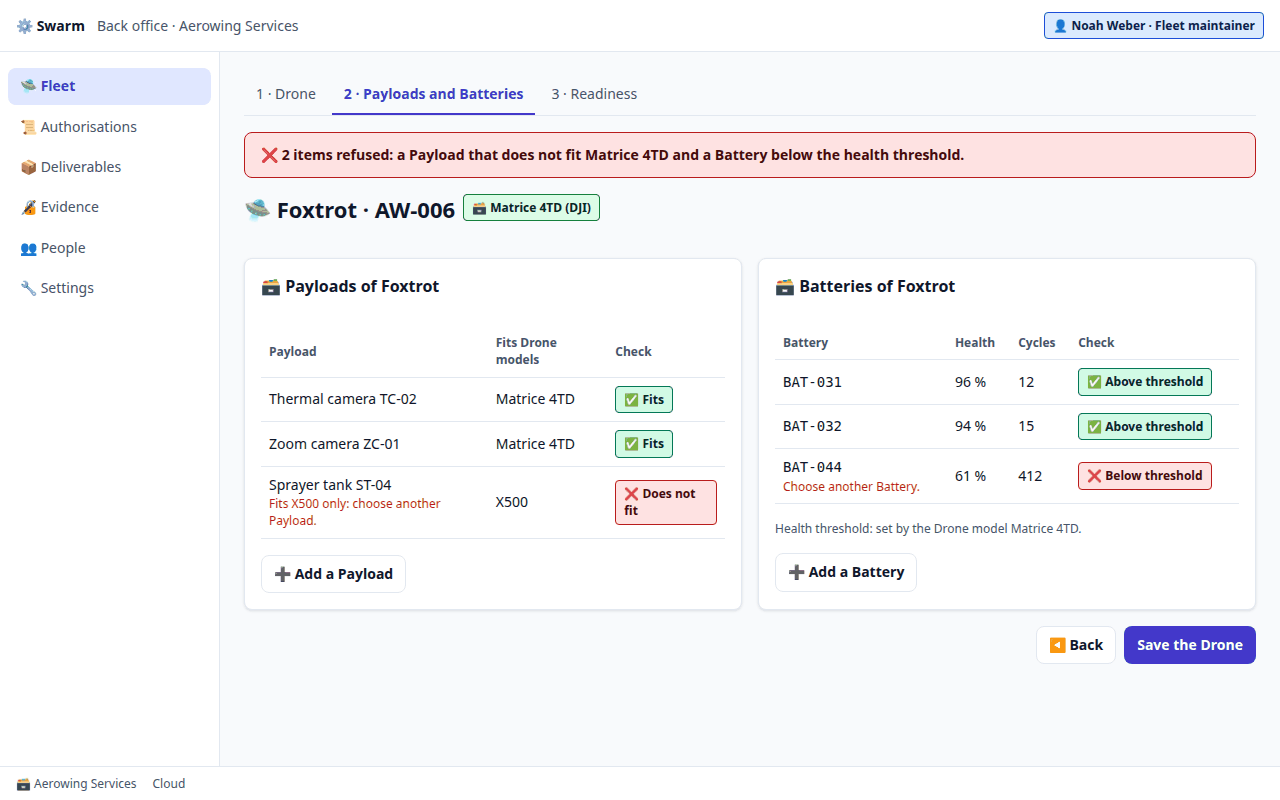 ⚙️ Swarm Back office · Aerowing Services
👤 Noah Weber · Fleet maintainer
🛸 Fleet
📜 Authorisations
📦 Deliverables
🔏 Evidence
👥 People
🔧 Settings
1 · Drone 2 · Payloads and Batteries 3 · Readiness
❌ 2 items refused: a Payload that does not fit Matrice 4TD and a Battery below the health threshold.
🛸 Foxtrot · AW-006 🗃️ Matrice 4TD (DJI)
🗃️ Payloads of Foxtrot
Payload Fits Drone models Check
Thermal camera TC-02 Matrice 4TD ✅ Fits
Zoom camera ZC-01 Matrice 4TD ✅ Fits
Sprayer tank ST-04 X500 ❌ Does not fit
Fits X500 only: choose another
Payload.
➕ Add a Payload
🗃️ Batteries of Foxtrot
Battery Health Cycles Check
BAT-031 96 % 12 ✅ Above threshold
BAT-032 94 % 15 ✅ Above threshold
BAT-044 61 % 412 ❌ Below threshold
Choose another Battery.
Health threshold: set by the Drone model Matrice 4TD.
➕ Add a Battery
◀️ Back Save the Drone
🗃️ Aerowing Services Cloud